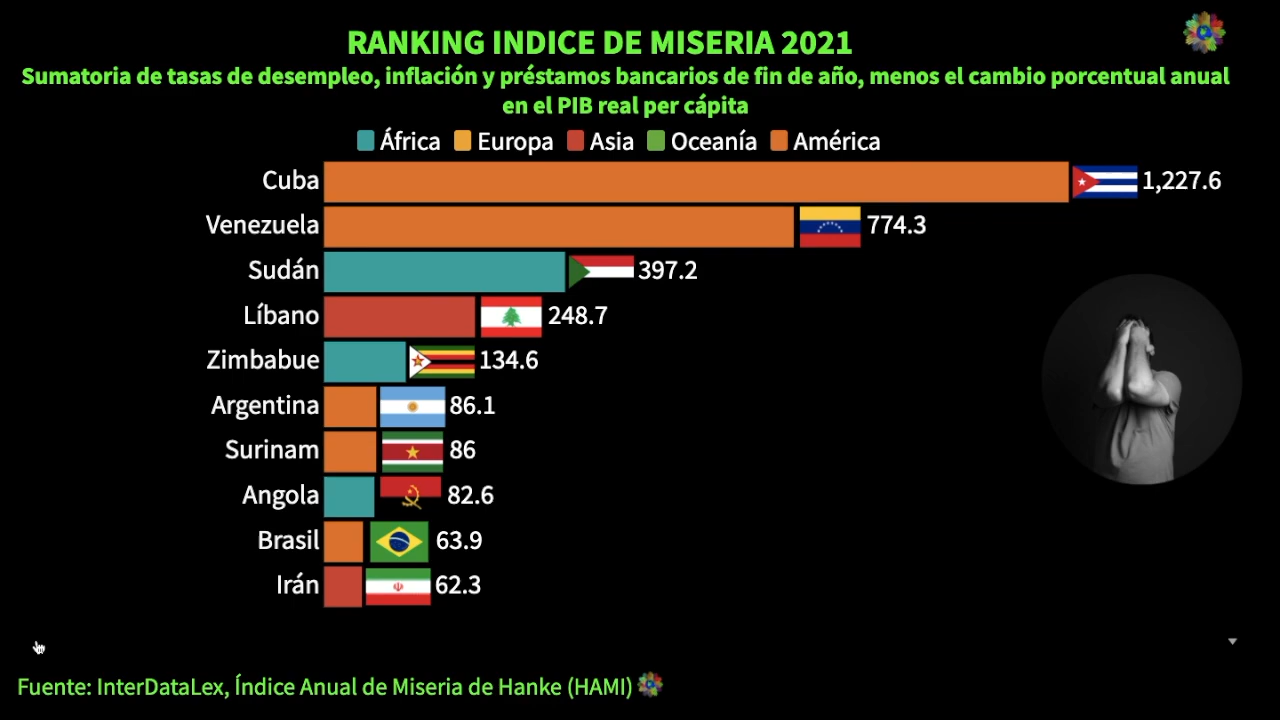 RANKING INDICE DE MISERIA 2021
Sumatoria de tasas de desempleo, inflación y préstamos bancarios de fin de año, menos el cambio porcentual anual
en el PIB real per cápita
África Europa Asia Oceanía América
Cuba 1,227.6
Venezuela 774.3
Sudán 397.2
Líbano 248.7
Zimbabue 134.6
Argentina 86.1
Surinam 86
Angola 82.6
Brasil 63.9
Irán 62.3
Fuente: InterDataLex, Índice Anual de Miseria de Hanke (HAMI)